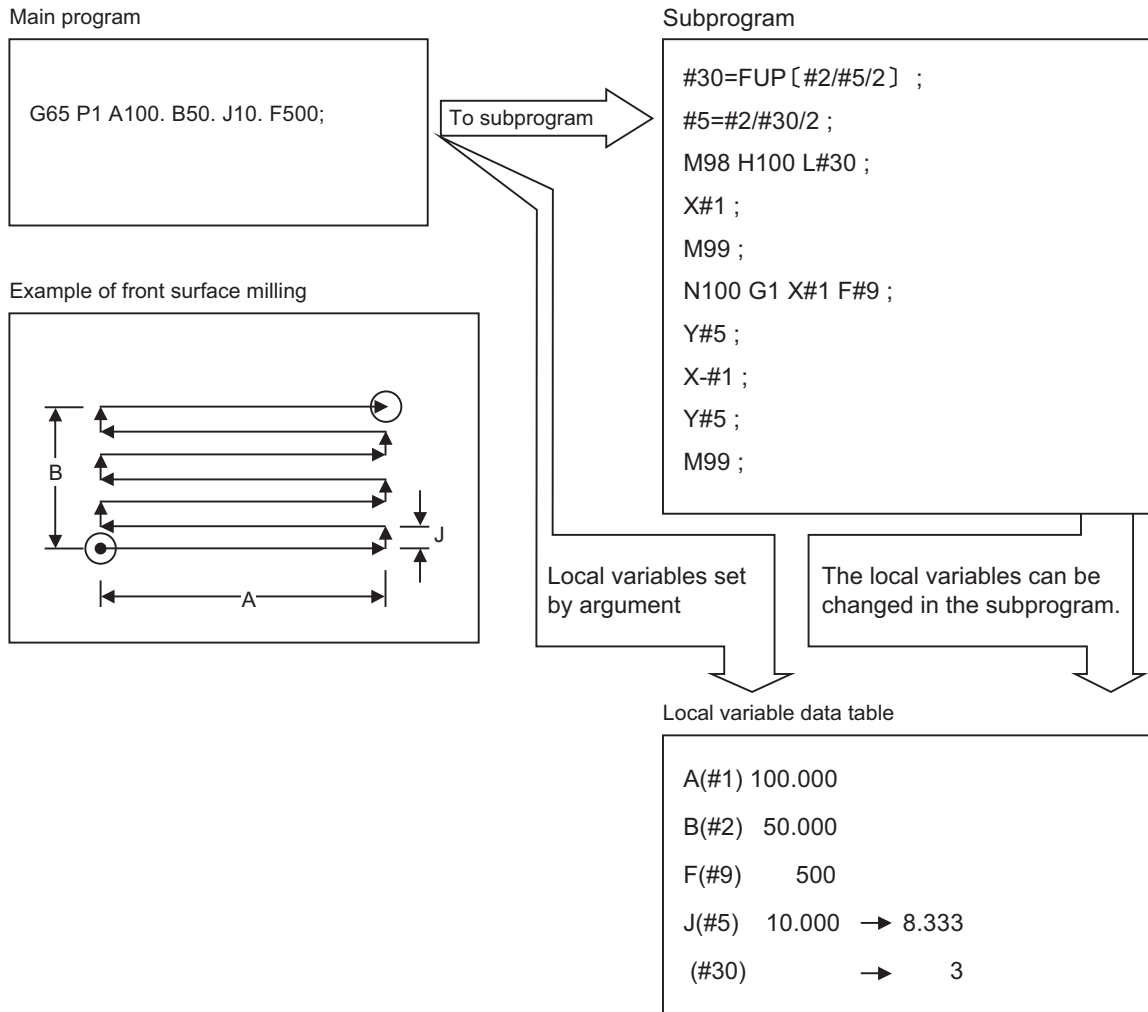 Main program
G65 P1 A100. B50. J10. F500;
To subprogram
Subprogram
#30=FUP〔#2/#5/2〕 ;
#5=#2/#30/2 ;
M98 H100 L#30 ;
X#1 ;
M99 ;
N100 G1 X#1 F#9 ;
Y#5 ;
X-#1 ;
Y#5 ;
M99 ;
Example of front surface milling
B
J
A
Local variables set
by argument
The local variables can be
changed in the subprogram.
Local variable data table
A(#1) 100.000
B(#2) 50.000
F(#9) 500
J(#5) 10.000 → 8.333
(#30) → 3